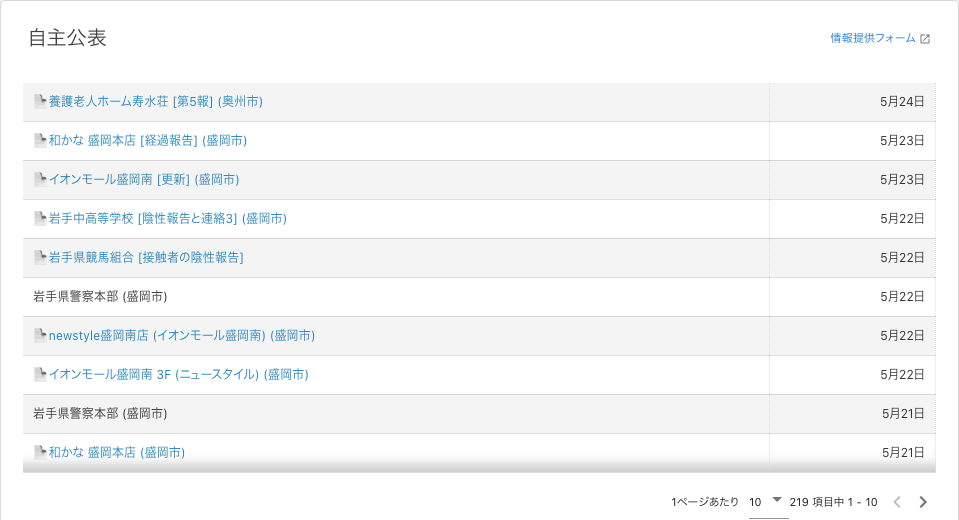 自主公表
情報提供フォーム
養護老人ホーム寿水荘 [第5報] (奥州市) 5月24日
和かな 盛岡本店 [経過報告] (盛岡市) 5月23日
イオンモール盛岡南 [更新] (盛岡市) 5月23日
岩手中高等学校 [陰性報告と連絡3] (盛岡市) 5月22日
岩手県競馬組合 [接触者の陰性報告] 5月22日
岩手県警察本部 (盛岡市) 5月22日
newstyle盛岡南店 (イオンモール盛岡南) (盛岡市) 5月22日
イオンモール盛岡南 3F (ニュースタイル) (盛岡市) 5月22日
岩手県警察本部 (盛岡市) 5月21日
和かな 盛岡本店 (盛岡市) 5月21日
1ページあたり 10 219 項目中 1 - 10